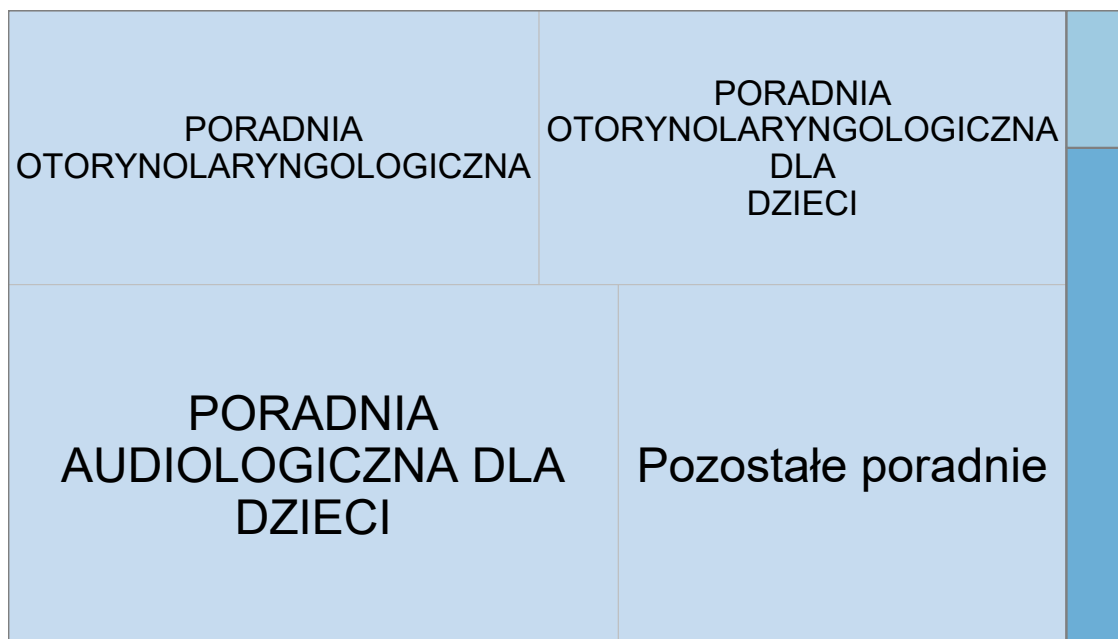 PORADNIA
OTORYNOLARYNGOLOGICZNA
PORADNIA
OTORYNOLARYNGOLOGICZNA
DLA
DZIECI
PORADNIA
AUDIOLOGICZNA DLA
DZIECI
Pozostałe poradnie